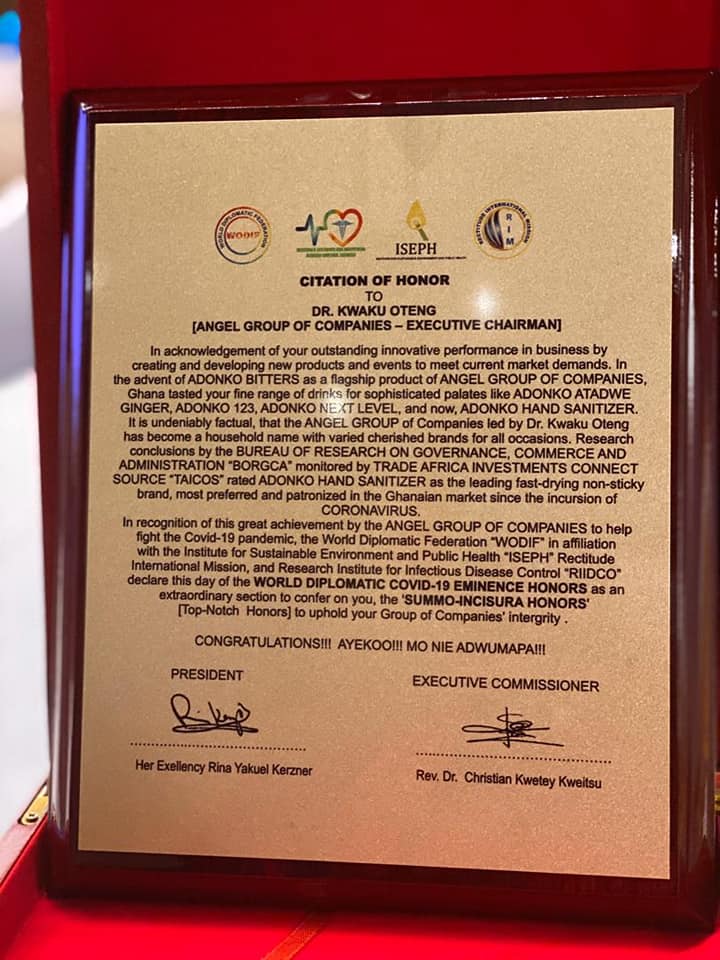 WORLD DIPLOMATIC FEDERATION
WODIF
ISEPH
RECTITUDE INTERNATIONAL MISSION
RIM
CITATION OF HONOR
TO
DR. KWAKU OTENG
[ANGEL GROUP OF COMPANIES – EXECUTIVE CHAIRMAN]
In acknowledgement of your outstanding innovative performance in business by
creating and developing new products and events to meet current market demands. In
the advent of ADONKO BITTERS as a flagship product of ANGEL GROUP OF COMPANIES,
Ghana tasted your fine range of drinks for sophisticated palates like ADONKO ATADWE
GINGER, ADONKO 123, ADONKO NEXT LEVEL, and now, ADONKO HAND SANITIZER.
It is undeniably factual, that the ANGEL GROUP of Companies led by Dr. Kwaku Oteng
has become a household name with varied cherished brands for all occasions. Research
conclusions by the BUREAU OF RESEARCH ON GOVERNANCE, COMMERCE AND
ADMINISTRATION "BORGCA" monitored by TRADE AFRICA INVESTMENTS CONNECT
SOURCE "TAICOS" rated ADONKO HAND SANITIZER as the leading fast-drying non-sticky
brand, most preferred and patronized in the Ghanaian market since the incursion of
CORONAVIRUS.
In recognition of this great achievement by the ANGEL GROUP OF COMPANIES to help
fight the Covid-19 pandemic, the World Diplomatic Federation "WODIF" in affiliation
with the Institute for Sustainable Environment and Public Health "ISEPH" Rectitude
International Mission, and Research Institute for Infectious Disease Control "RIIDCO"
declare this day of the WORLD DIPLOMATIC COVID-19 EMINENCE HONORS as an
extraordinary section to confer on you, the 'SUMMO-INCISURA HONORS'
[Top-Notch Honors] to uphold your Group of Companies' intergrity .
CONGRATULATIONS!!! AYEKOO!!! MO NIE ADWUMAPA!!!
PRESIDENT
EXECUTIVE COMMISSIONER
Her Exellency Rina Yakuel Kerzner
Rev. Dr. Christian Kwetey Kweitsu